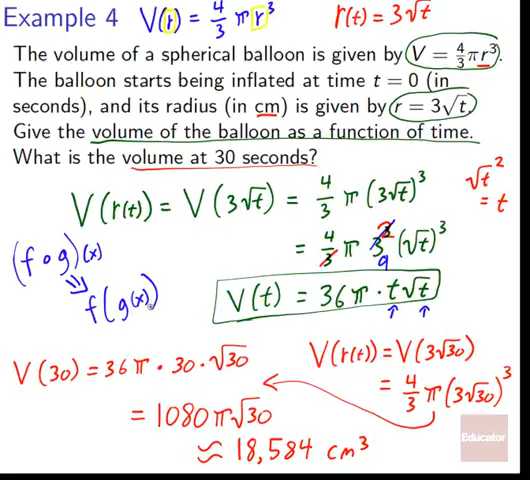 Example 4 V(r) = 4/3 π r³ r(t) = 3√t
The volume of a spherical balloon is given by V = 4/3 πr³.
The balloon starts being inflated at time t = 0 (in
seconds), and its radius (in cm) is given by r = 3√t.
Give the volume of the balloon as a function of time.
What is the volume at 30 seconds?
√t² = t
V(r(t)) = V(3√t) = 4/3 π (3√t)³
= 4/3 π 3³ (√t)³
2
9
(f ∘ g)(x)
⇒ f(g(x))
V(t) = 36π · t√t
V(30) = 36π · 30 · √30
= 1080π√30
≈ 18,584 cm³
V(r(t)) = V(3√30)
= 4/3 π (3√30)³
Educator